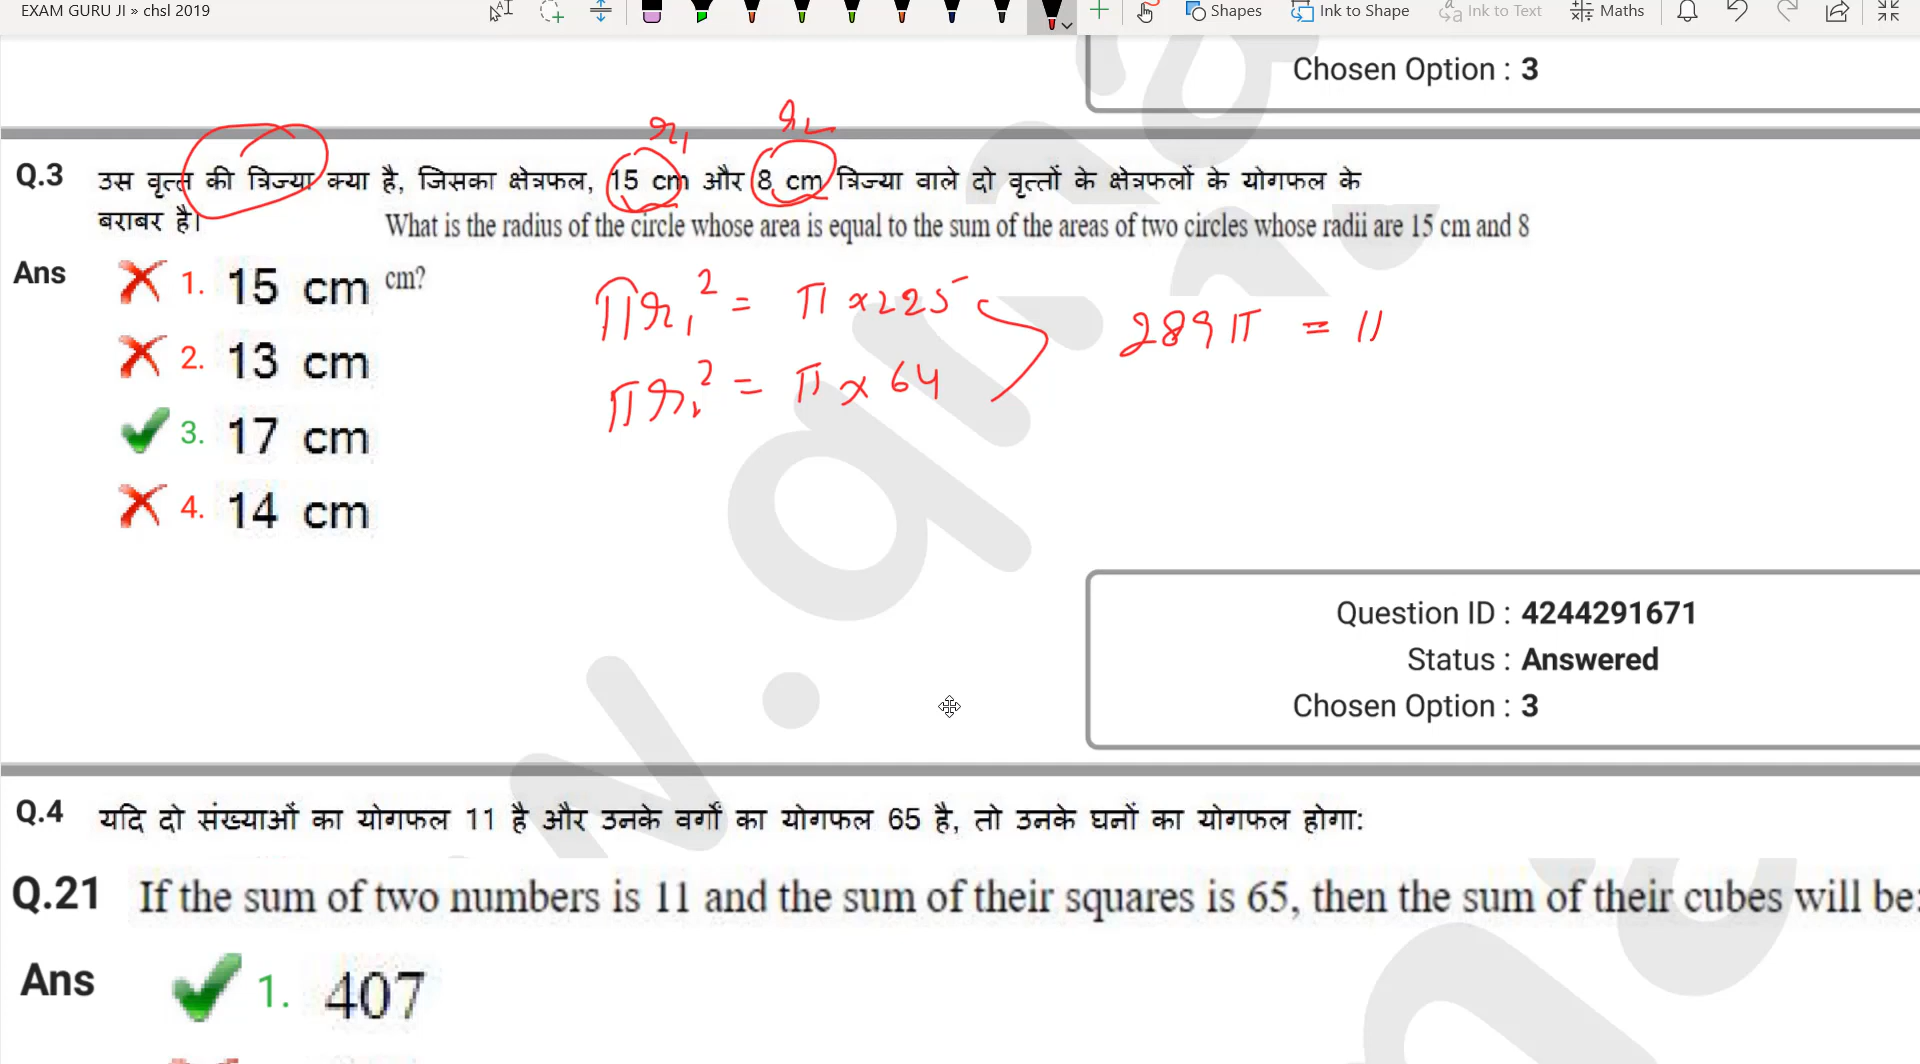 EXAM GURU JI » chsl 2019
Shapes Ink to Shape Ink to Text Maths
Chosen Option : 3
r₁ r₂
Q.3 उस वृत्त की त्रिज्या क्या है, जिसका क्षेत्रफल, 15 cm और 8 cm त्रिज्या वाले दो वृत्तों के क्षेत्रफलों के योगफल के
बराबर है।
What is the radius of the circle whose area is equal to the sum of the areas of two circles whose radii are 15 cm and 8
cm?
Ans 1. 15 cm
πr₁² = π×225
289π = 
2. 13 cm
π² = π × 64
3. 17 cm
4. 14 cm
Question ID : 4244291671
Status : Answered
Chosen Option : 3
Q.4 यदि दो संख्याओं का योगफल 11 है और उनके वर्गों का योगफल 65 है, तो उनके घनों का योगफल होगा:
Q.21 If the sum of two numbers is 11 and the sum of their squares is 65, then the sum of their cubes will be:
Ans 1. 407